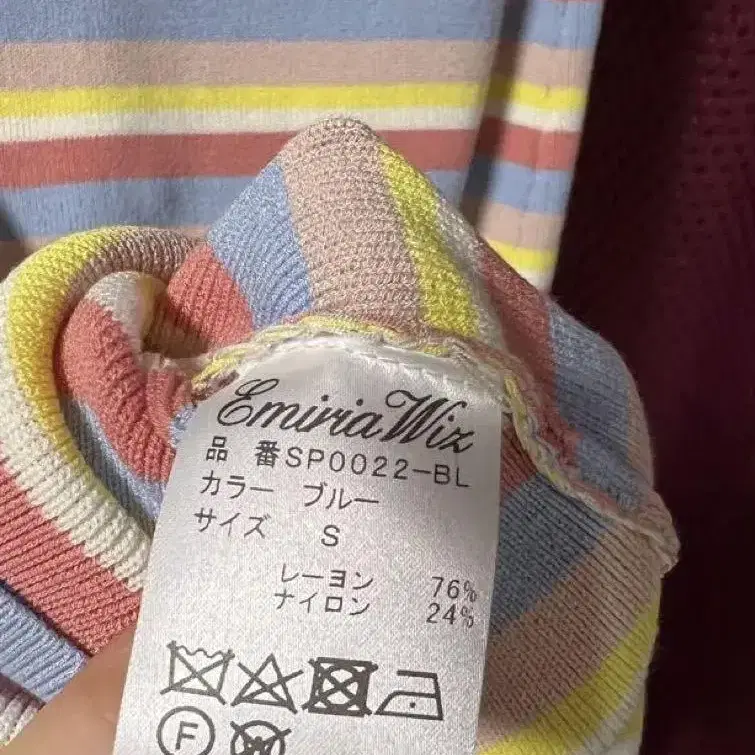 EmiriaWiz
品 番SP0022-BL
カラー ブルー
サイズ S
レーヨン 76%
ナイロン 24%
F